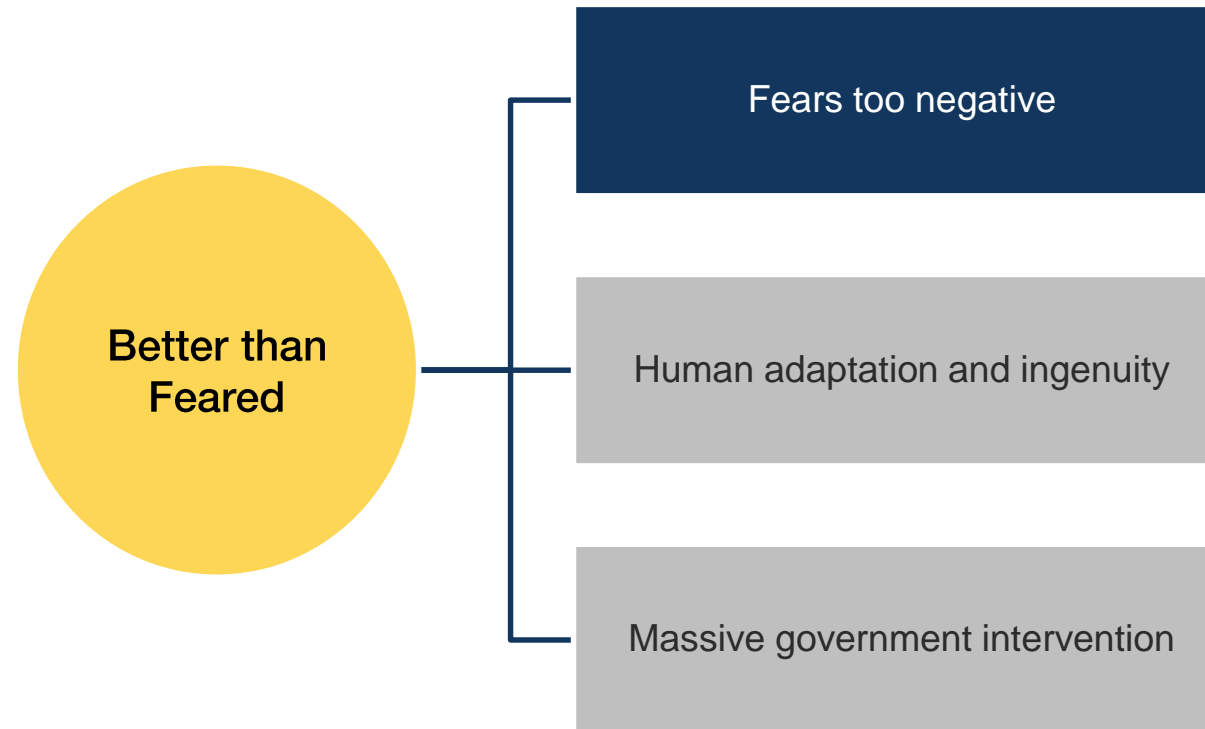 Better than
Feared
Fears too negative
Human adaptation and ingenuity
Massive government intervention